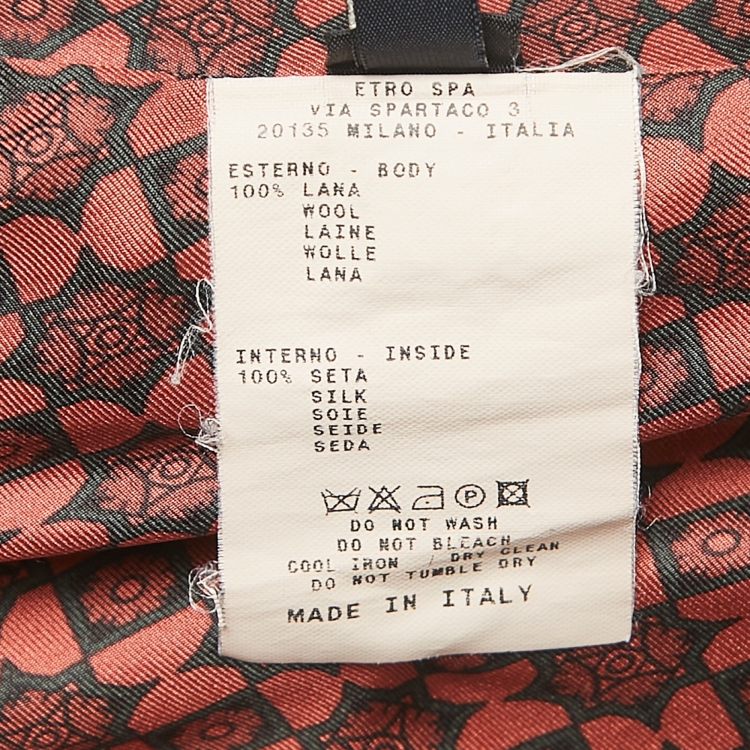 ETRO SPA
VIA SPARTACO 3
20135 MILANO - ITALIA
ESTERNO - BODY
100% LANA
WOOL
LAINE
WOLLE
LANA
INTERNO - INSIDE
100% SETA
SILK
SOIE
SEIDE
SEDA
P
DO NOT WASH
DO NOT BLEACH
COOL IRON / DRY CLEAN
DO NOT TUMBLE DRY
MADE IN ITALY